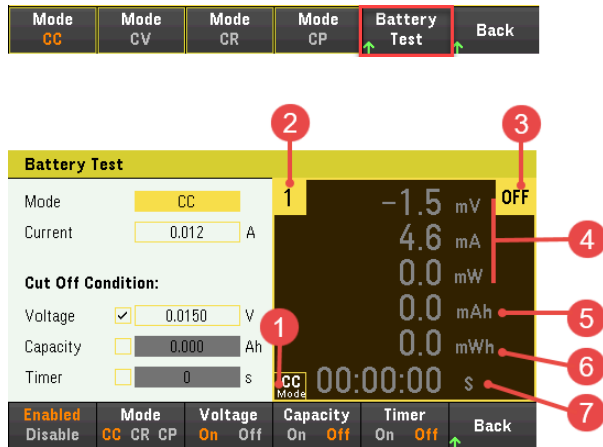 Mode Mode Mode Mode Battery Back
CC CV CR CP Test
2 3
Battery Test
Mode CC 1 -1.5 mV OFF
Current 0.012 A 4.6 mA 4
0.0 mW
Cut Off Condition:
Voltage 0.0150 V 0.0 mAh 5
1
Capacity 0.000 Ah 0.0 mWh 6
Timer 0 s CC Mode 00:00:00 s 7
Enabled Mode Voltage Capacity Timer Back
Disable CC CR CP On Off On Off On Off